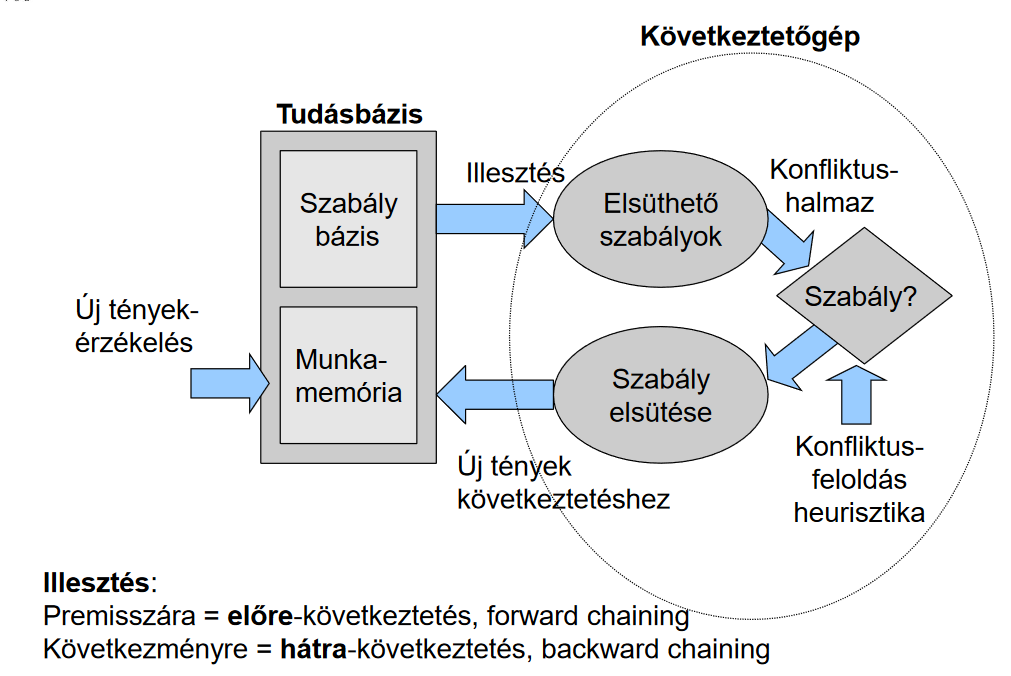 Következtetőgép
Tudásbázis
Szabály
bázis
Munka-
memória
Új tények-
érzékelés
Illesztés
Elsüthető
szabályok
Konfliktus-
halmaz
Szabály?
Szabály
elsütése
Új tények
következtetéshez
Konfliktus-
feloldás
heurisztika
Illesztés:
Premisszára = előre-következtetés, forward chaining
Következményre = hátra-következtetés, backward chaining